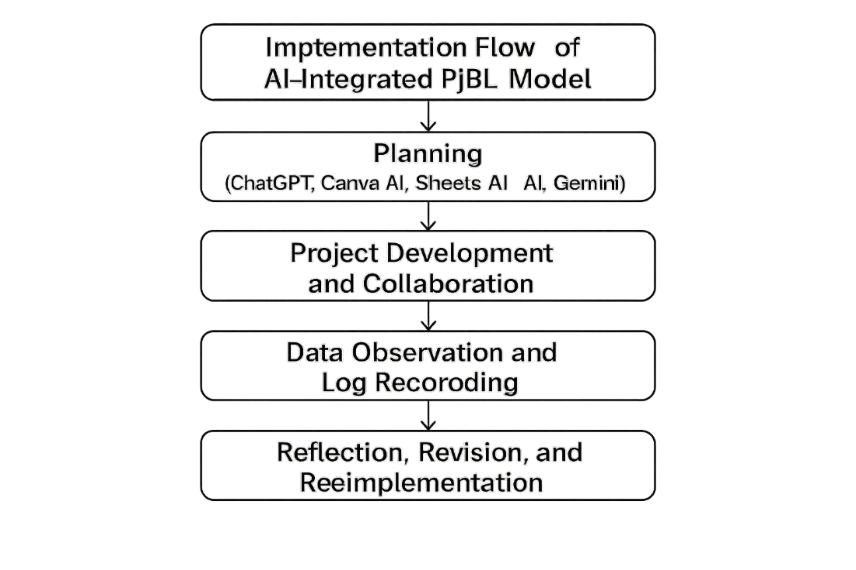 Imptementation Flow of
AI–Integrated PjBL Model
Planning
(ChatGPT, Canva AI, Sheets AI AI, Gemini)
Project Development
and Collaboration
Data Observation and
Log Recoroding
Reflection, Revision, and
Reeimplementation